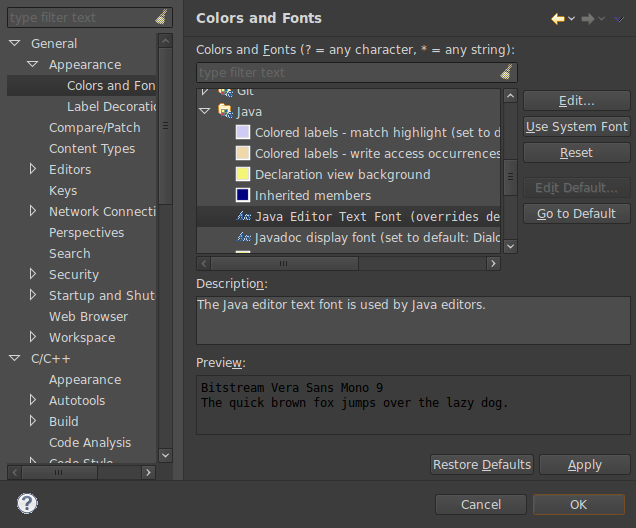 type filter text
General
Appearance
Colors and Fon
Label Decoratio
Compare/Patch
Content Types
Editors
Keys
Network Connecti
Perspectives
Search
Security
Startup and Shut
Web Browser
Workspace
C/C++
Appearance
Autotools
Build
Code Analysis
Code Style
Colors and Fonts
Colors and Fonts (? = any character, * = any string):
type filter text
Git
Java
Colored labels - match highlight (set to d
Colored labels - write access occurrences
Declaration view background
Inherited members
Java Editor Text Font (overrides de
Javadoc display font (set to default: Dialo
Edit...
Use System Font
Reset
Edit Default...
Go to Default
Description:
The Java editor text font is used by Java editors.
Preview:
Bitstream Vera Sans Mono 9
The quick brown fox jumps over the lazy dog.
Restore Defaults
Apply
?
Cancel
OK